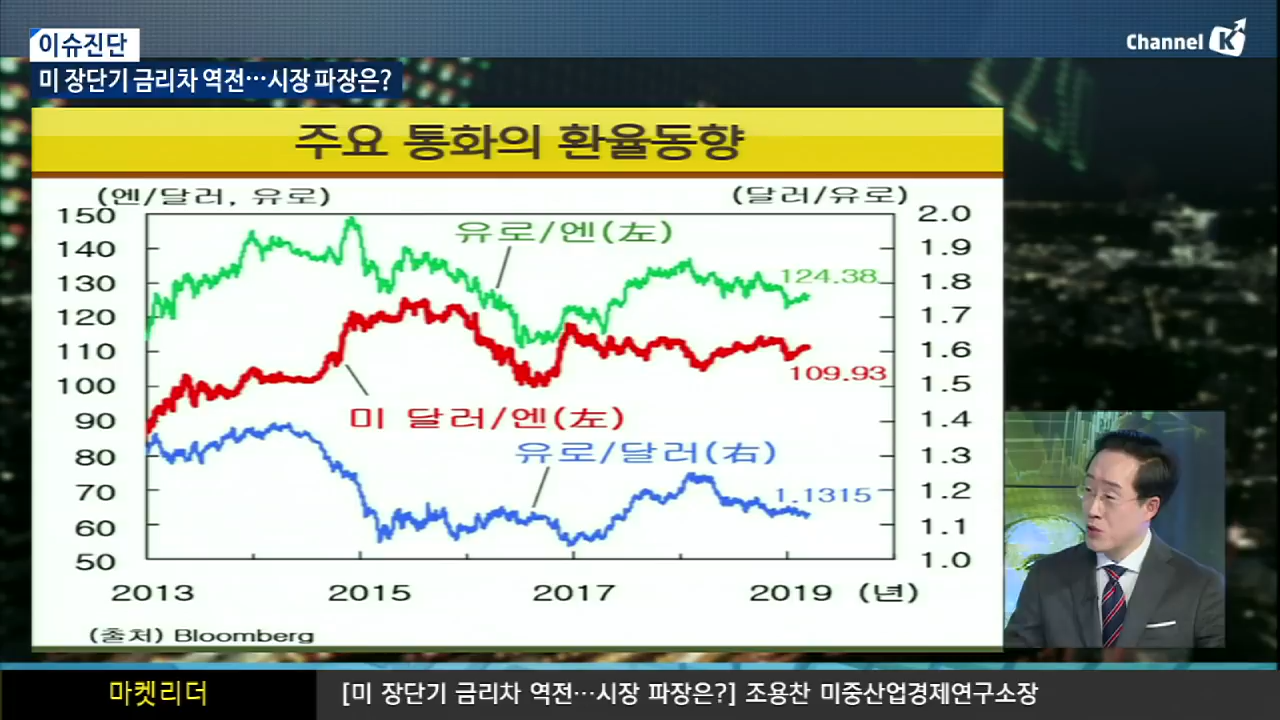 이슈진단
Channel K
미 장단기 금리차 역전…시장 파장은?
주요 통화의 환율동향
(엔/달러, 유로)
(달러/유로)
150
140
130
120
110
100
90
80
70
60
50
2.0
1.9
1.8
1.7
1.6
1.5
1.4
1.3
1.2
1.1
1.0
유로/엔(左)
124.38
109.93
미 달러/엔(左)
유로/달러(右)
1.1315
2013 2015 2017 2019 (년)
(출처) Bloomberg
마켓리더
[미 장단기 금리차 역전…시장 파장은?] 조용찬 미중산업경제연구소장